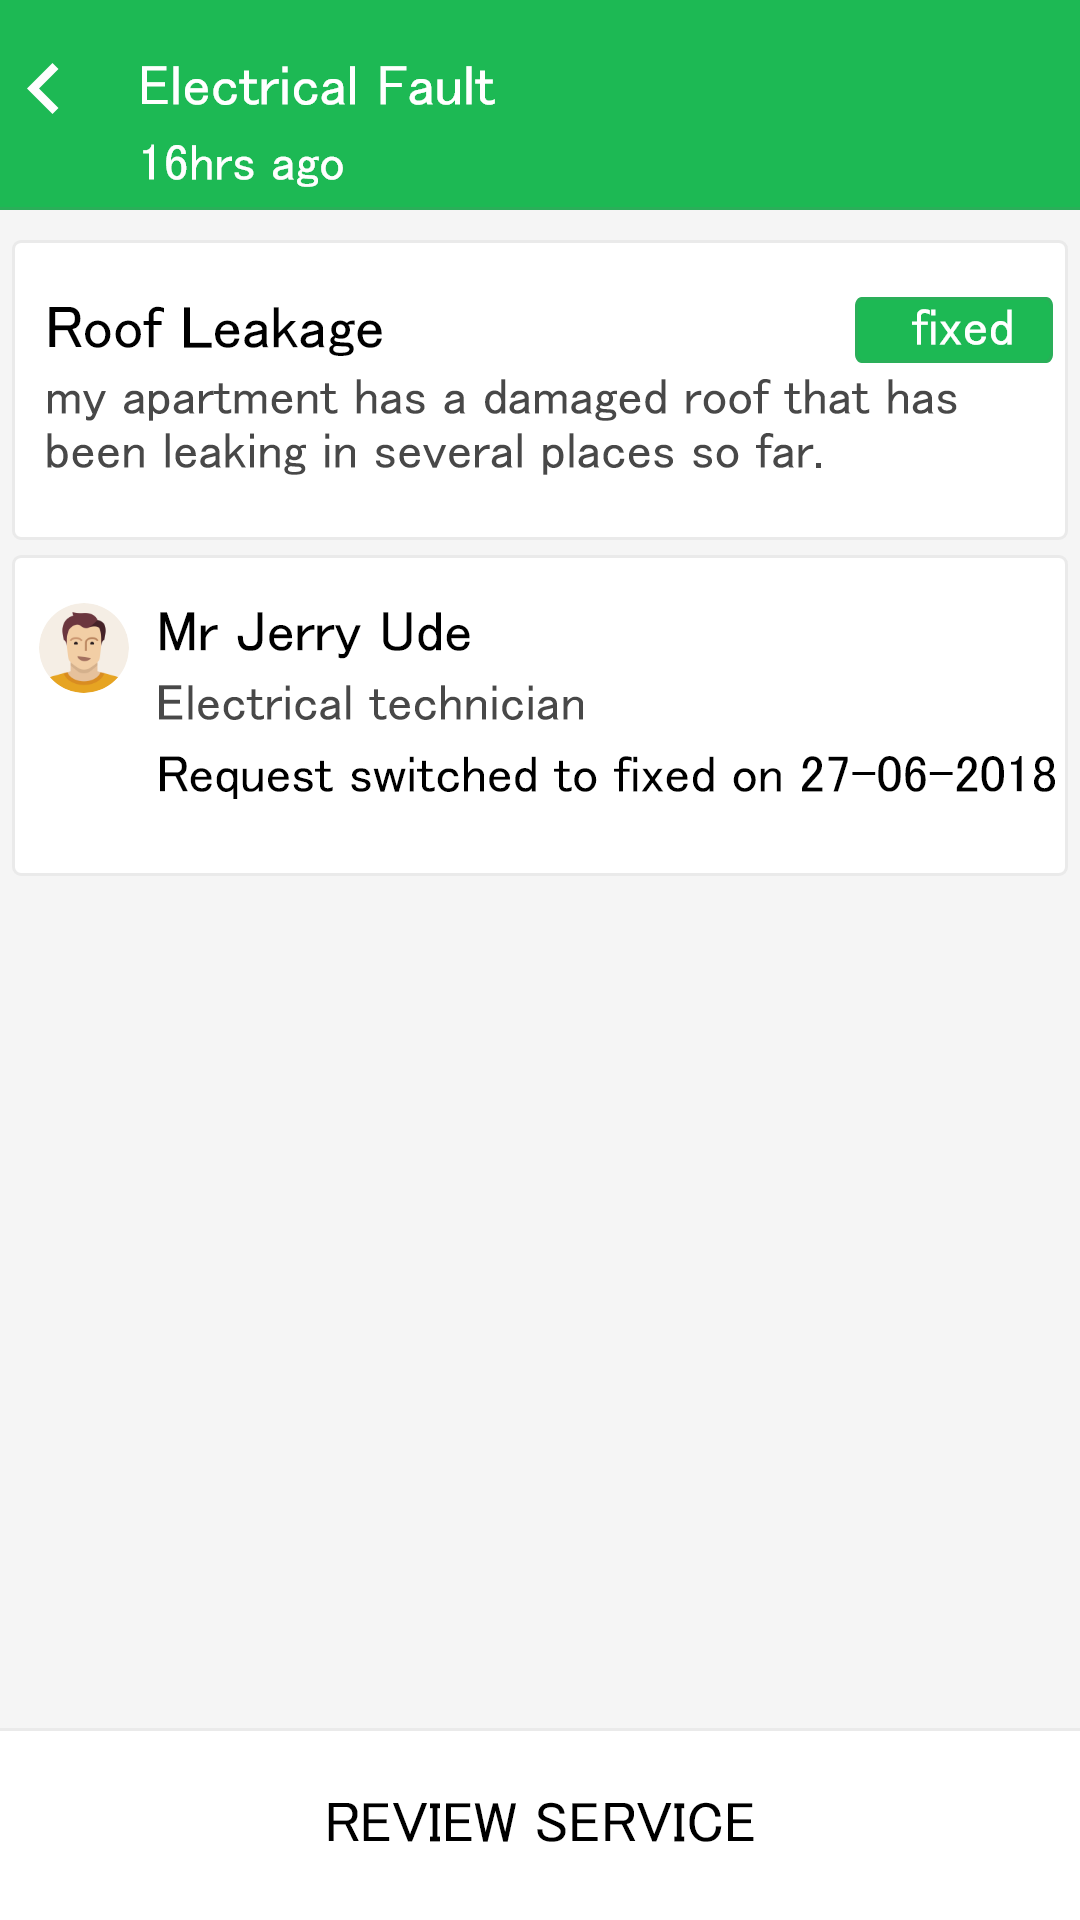 Electrical Fault
16hrs ago
Roof Leakage
fixed
my apartment has a damaged roof that has
been leaking in several places so far.
Mr Jerry Ude
Electrical technician
Request switched to fixed on 27-06-2018
REVIEW SERVICE